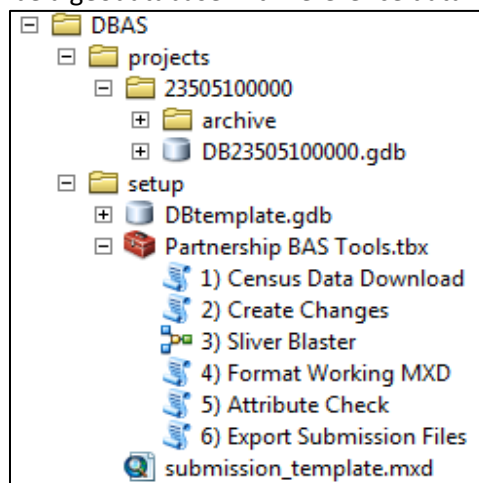 DBAS
projects
23505100000
archive
DB23505100000.gdb
setup
DBtemplate.gdb
Partnership BAS Tools.tbx
1) Census Data Download
2) Create Changes
3) Sliver Blaster
4) Format Working MXD
5) Attribute Check
6) Export Submission Files
submission_template.mxd